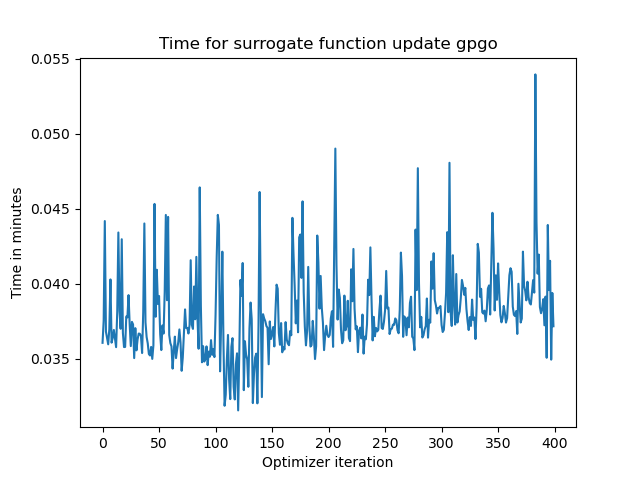 Time for surrogate function update gpgo
0.055
0.050
0.045
0.040
0.035
Time in minutes
0 50 100 150 200 250 300 350 400
Optimizer iteration